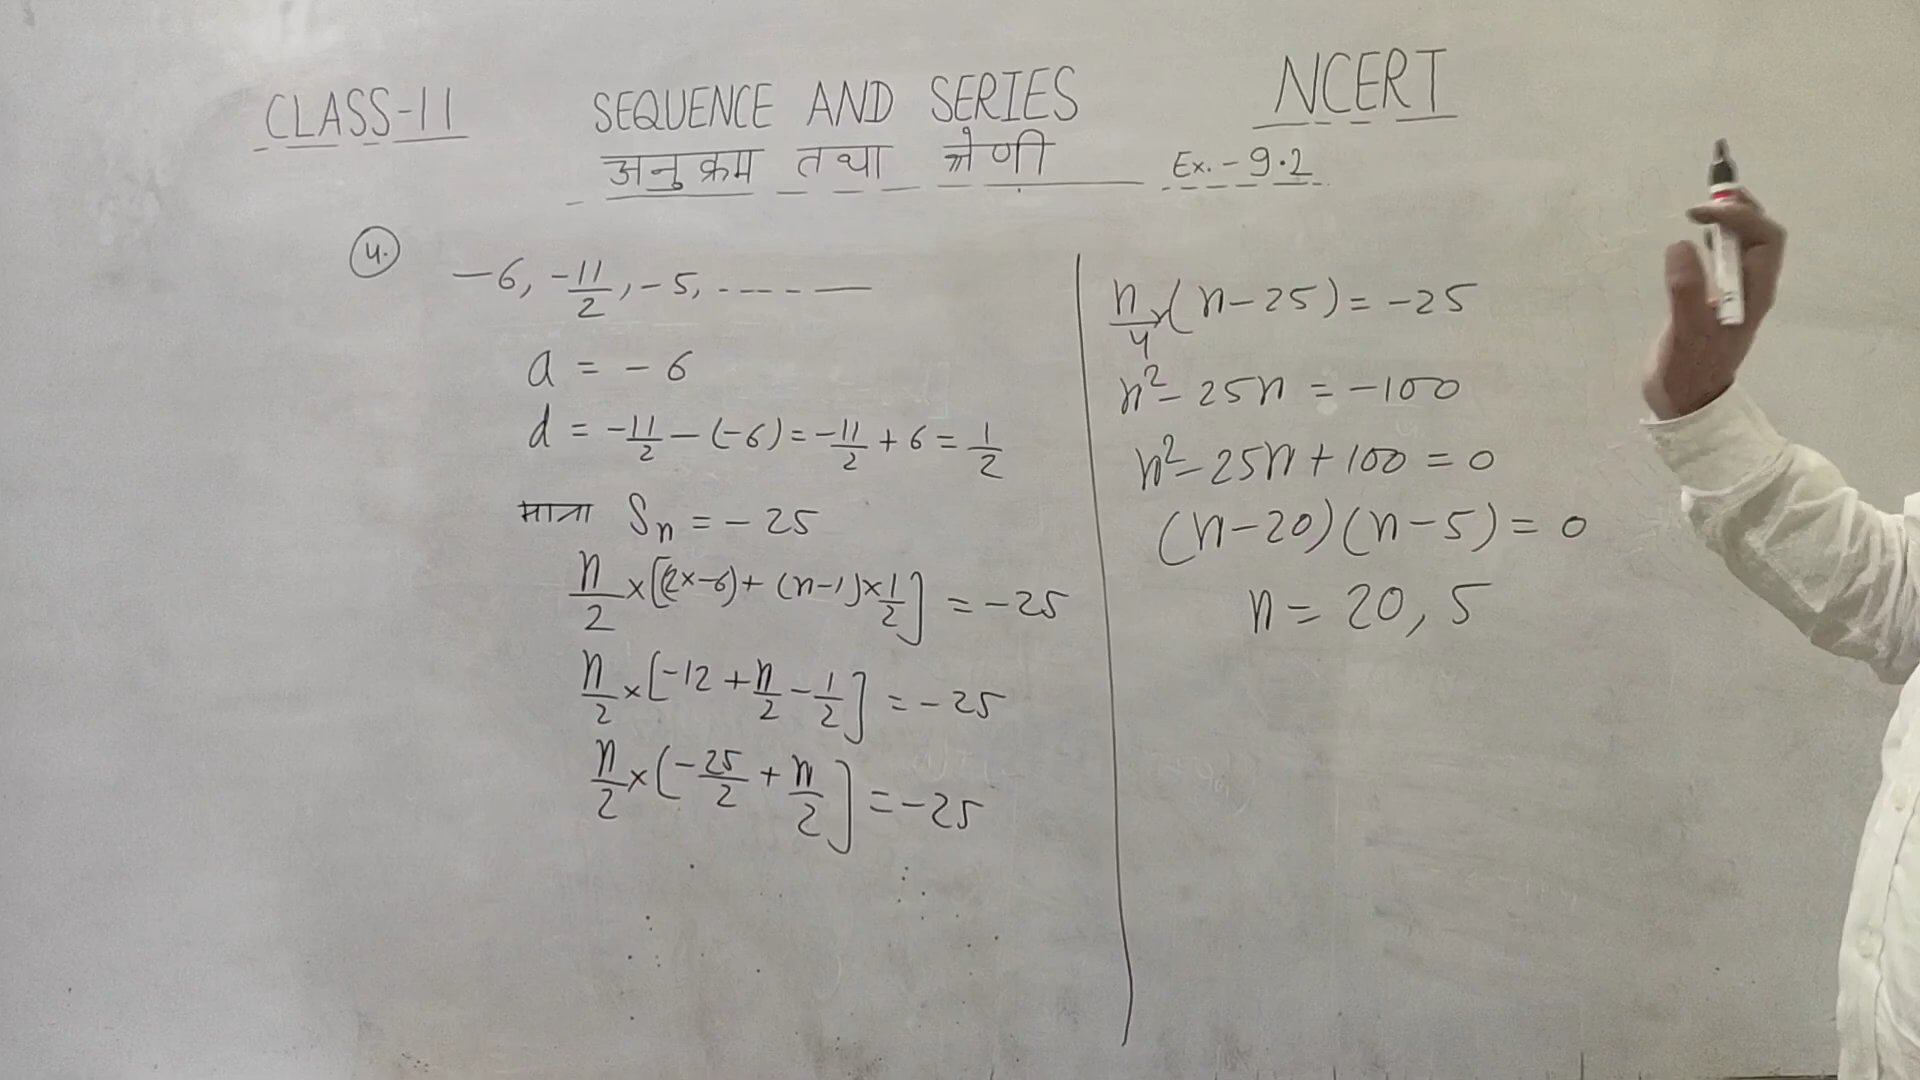 CLASS-11 SEQUENCE AND SERIES NCERT
अनुक्रम तथा श्रेणी Ex.-9.2
4. -6, -11/2, -5, -----
a = -6
d = -11/2 - (-6) = -11/2 + 6 = 1/2
माना Sn = -25
n/2 × [(2×-6) + (n-1)×1/2] = -25
n/2 × [-12 + n/2 - 1/2] = -25
n/2 × [-25/2 + n/2] = -25
n/4 × (n-25) = -25
n² - 25n = -100
n² - 25n + 100 = 0
(n-20)(n-5) = 0
n = 20, 5